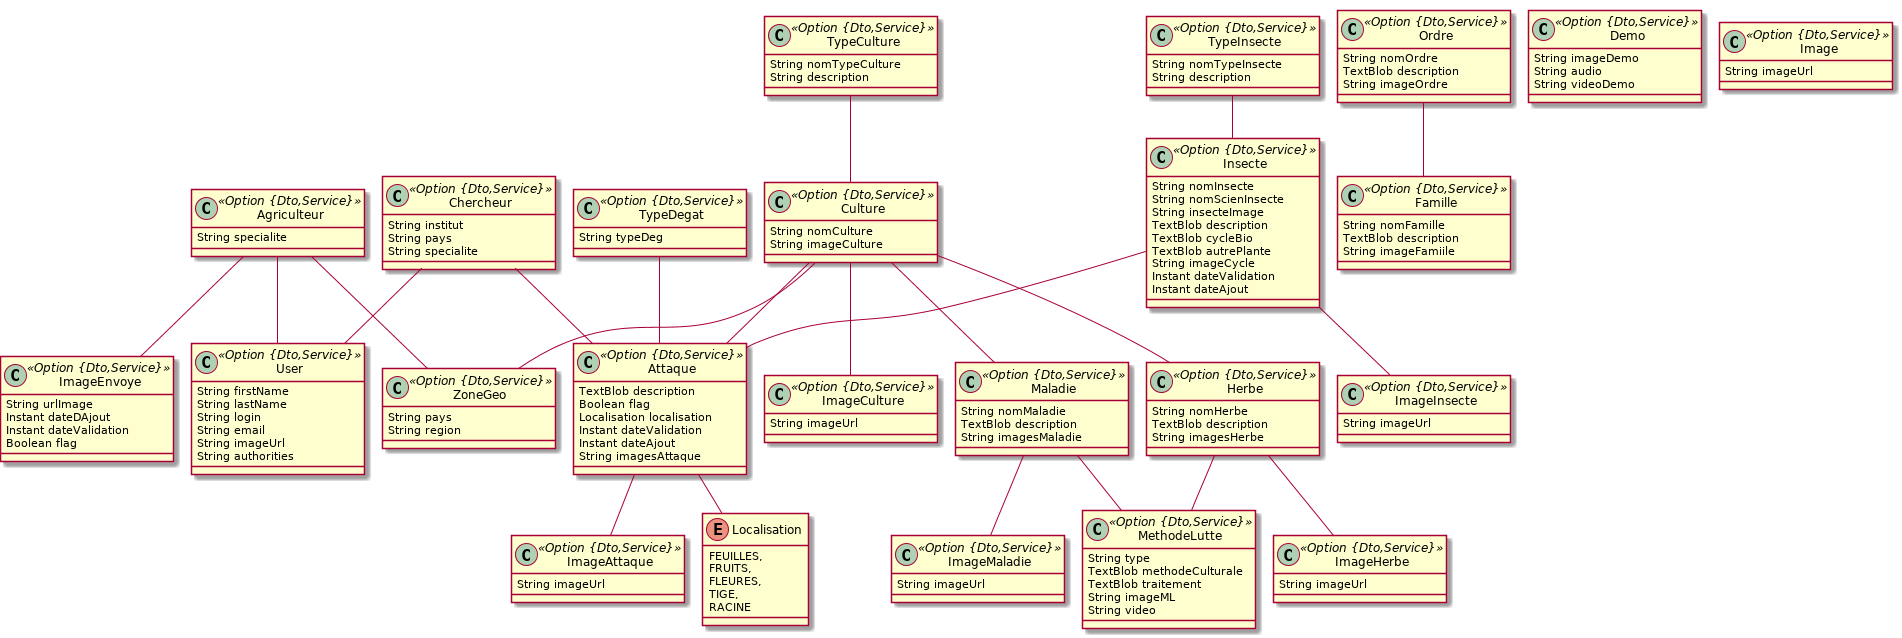 C «Option {Dto,Service}»
TypeCulture
String nomTypeCulture
String description
C «Option {Dto,Service}»
TypeInsecte
String nomTypeInsecte
String description
C «Option {Dto,Service}»
Ordre
String nomOrdre
TextBlob description
String imageOrdre
C «Option {Dto,Service}»
Demo
String imageDemo
String audio
String videoDemo
C «Option {Dto,Service}»
Image
String imageUrl
C «Option {Dto,Service}»
Agriculteur
String specialite
C «Option {Dto,Service}»
Chercheur
String institut
String pays
String specialite
C «Option {Dto,Service}»
TypeDegat
String typeDeg
C «Option {Dto,Service}»
Culture
String nomCulture
String imageCulture
C «Option {Dto,Service}»
Insecte
String nomInsecte
String nomScienInsecte
String insecteImage
TextBlob description
TextBlob cycleBio
TextBlob autrePlante
String imageCycle
Instant dateValidation
Instant dateAjout
C «Option {Dto,Service}»
Famille
String nomFamille
TextBlob description
String imageFamiile
C «Option {Dto,Service}»
ImageEnvoye
String urlImage
Instant dateDAjout
Instant dateValidation
Boolean flag
C «Option {Dto,Service}»
User
String firstName
String lastName
String login
String email
String imageUrl
String authorities
C «Option {Dto,Service}»
ZoneGeo
String pays
String region
C «Option {Dto,Service}»
Attaque
TextBlob description
Boolean flag
Localisation localisation
Instant dateValidation
Instant dateAjout
String imagesAttaque
C «Option {Dto,Service}»
ImageCulture
String imageUrl
C «Option {Dto,Service}»
Maladie
String nomMaladie
TextBlob description
String imagesMaladie
C «Option {Dto,Service}»
Herbe
String nomHerbe
TextBlob description
String imagesHerbe
C «Option {Dto,Service}»
ImageInsecte
String imageUrl
C «Option {Dto,Service}»
ImageAttaque
String imageUrl
E Localisation
FEUILLES,
FRUITS,
FLEURES,
TIGE,
RACINE
C «Option {Dto,Service}»
ImageMaladie
String imageUrl
C «Option {Dto,Service}»
MethodeLutte
String type
TextBlob methodeCulturale
TextBlob traitement
String imageML
String video
C «Option {Dto,Service}»
ImageHerbe
String imageUrl